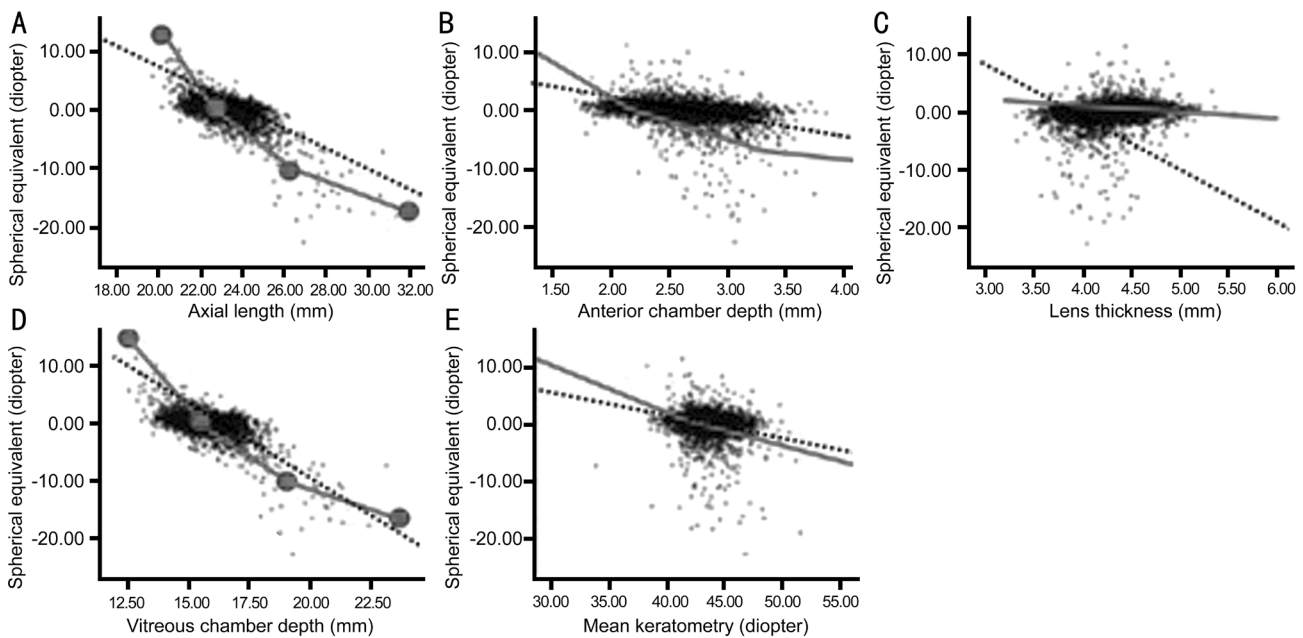 A
Spherical equivalent (diopter)
10.00
0.00
-10.00
-20.00
18.00 20.00 22.00 24.00 26.00 28.00 30.00 32.00
Axial length (mm)
B
Spherical equivalent (diopter)
10.00
0.00
-10.00
-20.00
1.50 2.00 2.50 3.00 3.50 4.00
Anterior chamber depth (mm)
C
Spherical equivalent (diopter)
10.00
0.00
-10.00
-20.00
3.00 3.50 4.00 4.50 5.00 5.50 6.00
Lens thickness (mm)
D
Spherical equivalent (diopter)
10.00
0.00
-10.00
-20.00
12.50 15.00 17.50 20.00 22.50
Vitreous chamber depth (mm)
E
Spherical equivalent (diopter)
10.00
0.00
-10.00
-20.00
30.00 35.00 40.00 45.00 50.00 55.00
Mean keratometry (diopter)